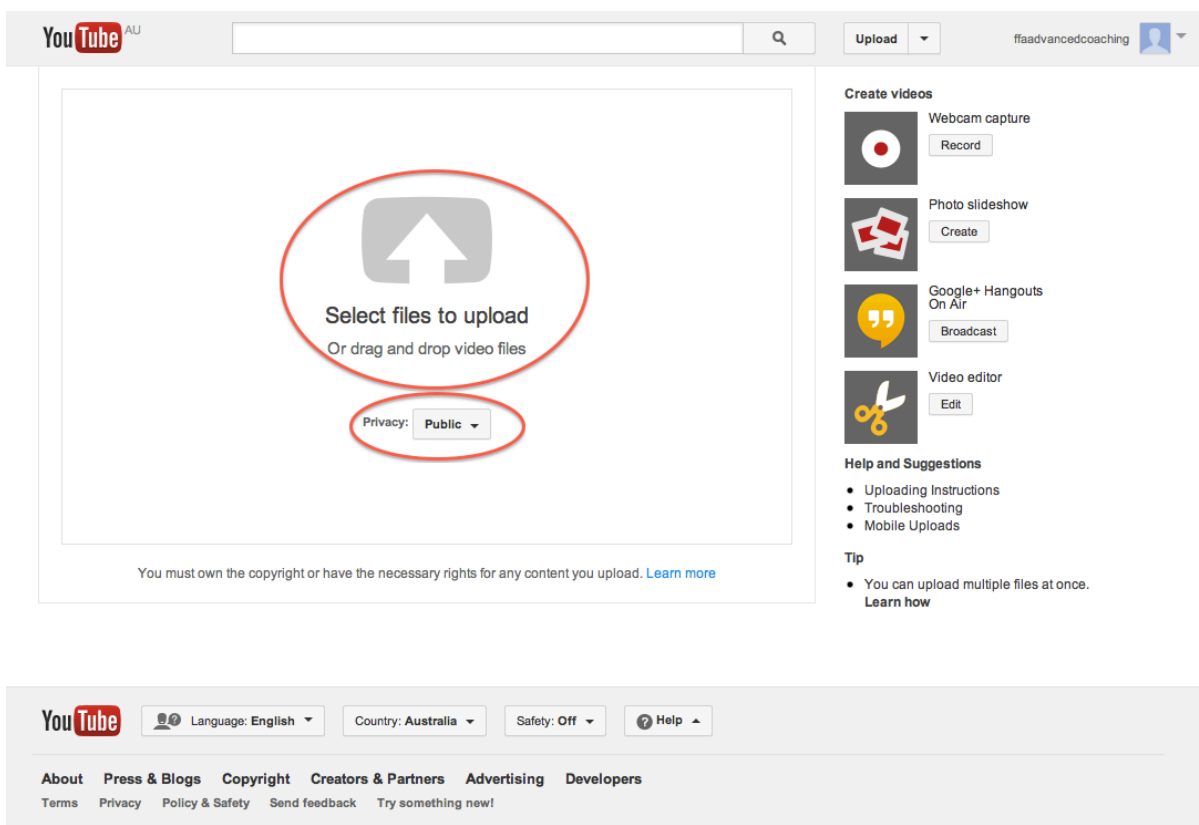 YouTube AU
Upload
ffaadvancedcoaching
Select files to upload
Or drag and drop video files
Privacy: Public
You must own the copyright or have the necessary rights for any content you upload. Learn more
Create videos
Webcam capture
Record
Photo slideshow
Create
Google+ Hangouts
On Air
Broadcast
Video editor
Edit
Help and Suggestions
Uploading Instructions
Troubleshooting
Mobile Uploads
Tip
You can upload multiple files at once.
Learn how
YouTube Language: English Country: Australia Safety: Off Help
About Press & Blogs Copyright Creators & Partners Advertising Developers
Terms Privacy Policy & Safety Send feedback Try something new!